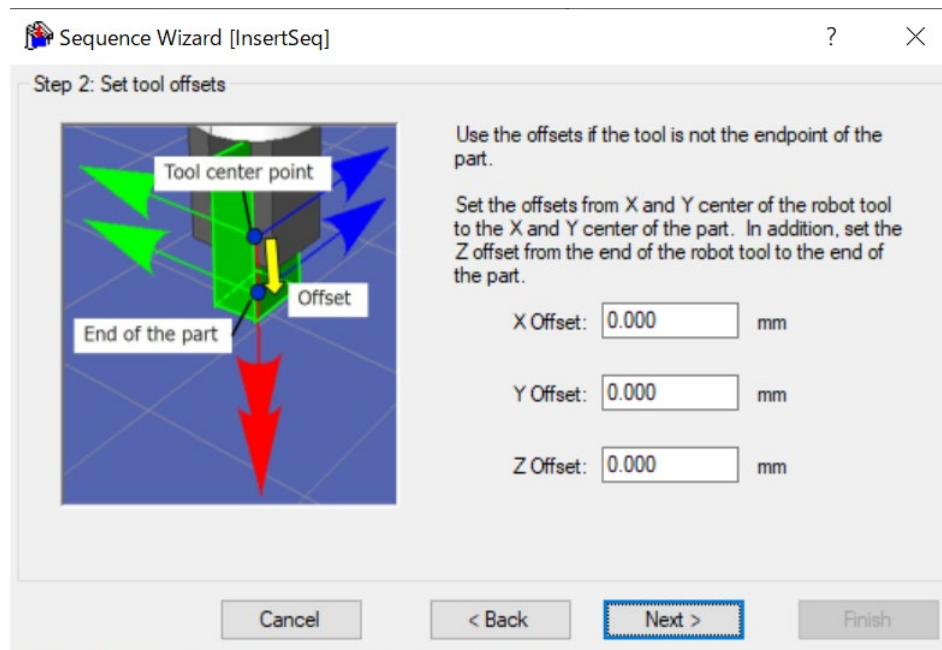 Sequence Wizard [InsertSeq]
?
Step 2: Set tool offsets
Tool center point
Offset
End of the part
Use the offsets if the tool is not the endpoint of the
part.
Set the offsets from X and Y center of the robot tool
to the X and Y center of the part. In addition, set the
Z offset from the end of the robot tool to the end of
the part.
X Offset: 0.000 mm
Y Offset: 0.000 mm
Z Offset: 0.000 mm
Cancel < Back Next > Finish